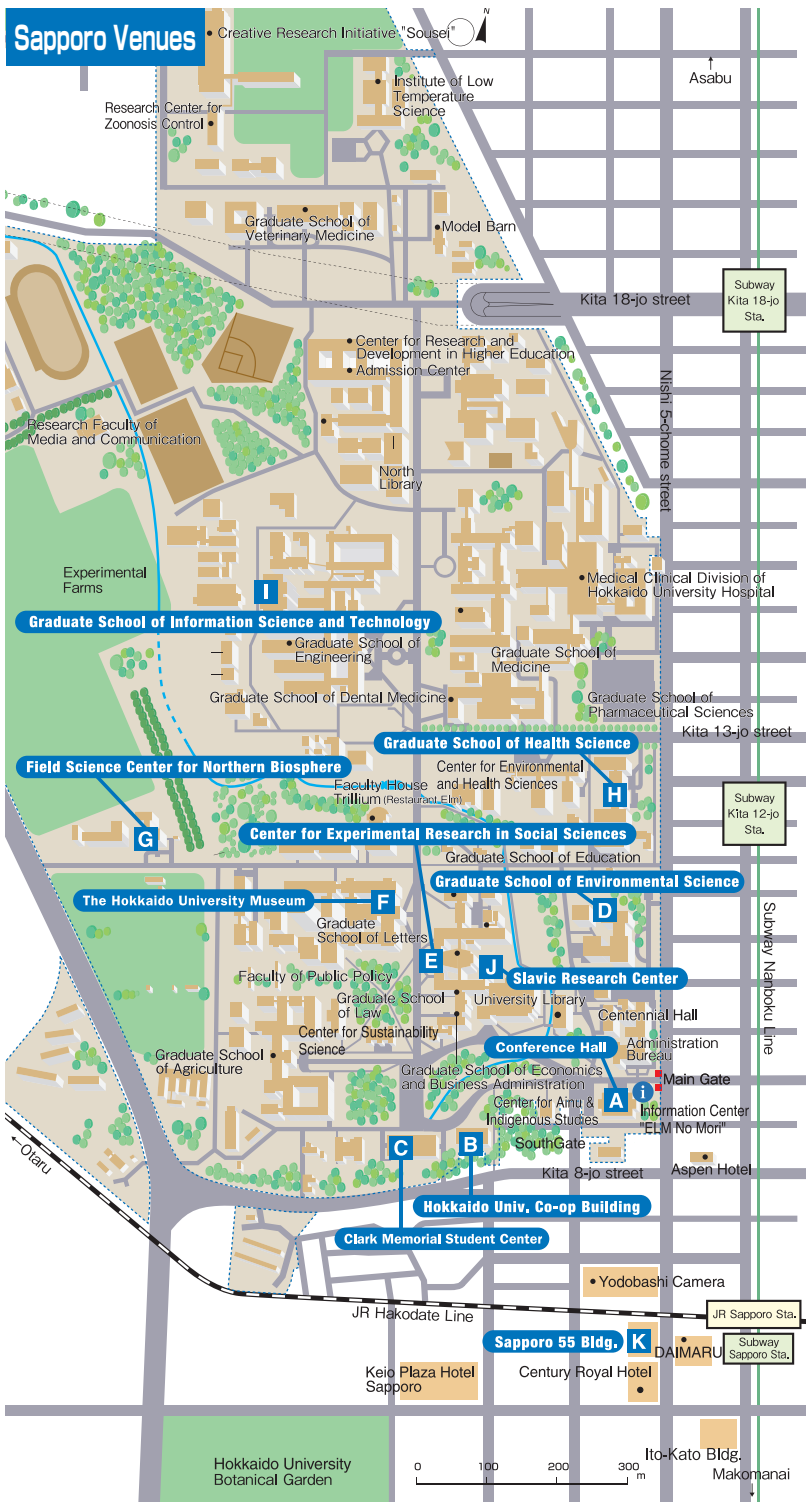 Sapporo Venues
Creative Research Initiative "Sousei"
Asabu
Institute of Low
Temperature
Science
Research Center for
Zoonosis Control
Graduate School of
Veterinary Medicine
Model Barn
Subway
Kita 18-jo
Sta.
Kita 18-jo street
Center for Research and
Development in Higher Education
Admission Center
Nishi 5-chome street
Research Faculty of
Media and Communication
North
Library
Experimental
Farms
I
Medical Clinical Division of
Hokkaido University Hospital
Graduate School of Information Science and Technology
Graduate School of
Engineering
Graduate School of
Medicine
Graduate School of Dental Medicine
Graduate School of
Pharmaceutical Sciences
Kita 13-jo street
Graduate School of Health Science
Field Science Center for Northern Biosphere
Center for Environmental
and Health Sciences
Faculty House
Trillium (Restaurant Elm)
H
Subway
Kita 12-jo
Sta.
G
Center for Experimental Research in Social Sciences
Graduate School of Education
Graduate School of Environmental Science
The Hokkaido University Museum
F
D
Graduate
School of Letters
Subway Nanboku Line
E
J
Faculty of Public Policy
Slavic Research Center
Graduate School
of Law
University Library
Centennial Hall
Center for Sustainability
Science
Conference Hall
Administration
Bureau
Graduate School
of Agriculture
Graduate School of Economics
and Business Administration
Main Gate
A
i
Center for Ainu &
Indigenous Studies
Information Center
"ELM No Mori"
SouthGate
C
B
Otaru
Kita 8-jo street
Aspen Hotel
Hokkaido Univ. Co-op Building
Clark Memorial Student Center
Yodobashi Camera
JR Hakodate Line
JR Sapporo Sta.
Sapporo 55 Bldg.
K
DAIMARU
Subway
Sapporo Sta.
Keio Plaza Hotel
Sapporo
Century Royal Hotel
Ito-Kato Bldg.
Hokkaido University
Botanical Garden
0 100 200 300
m
Makomanai